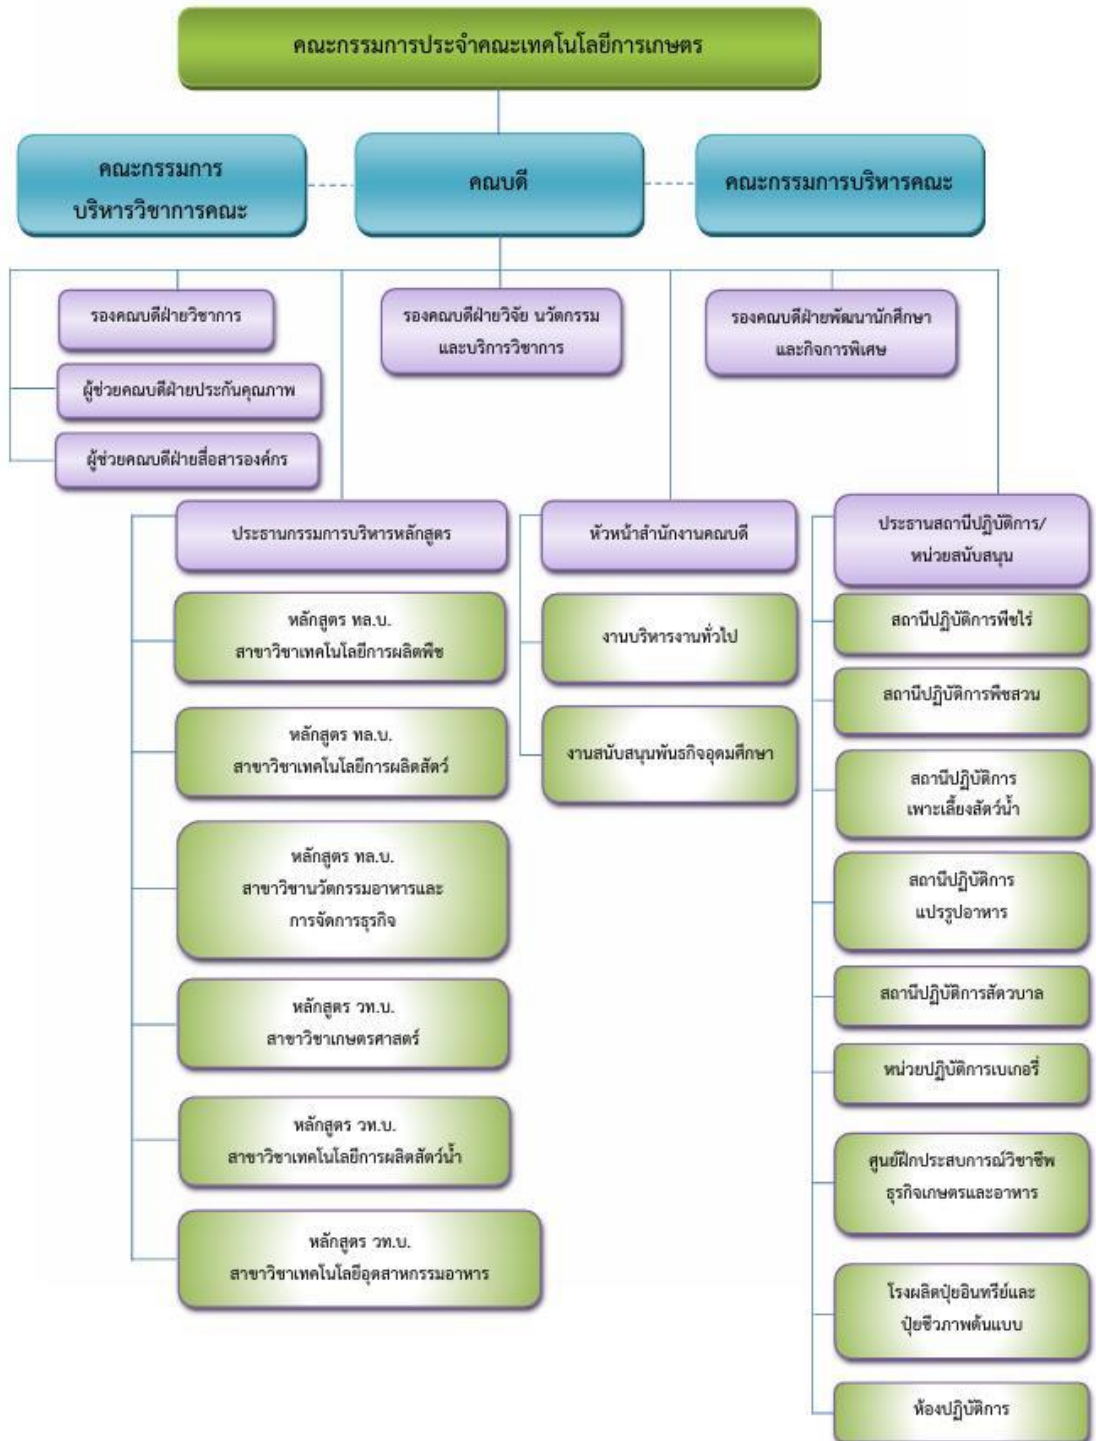 คณะกรรมการประจำคณะเทคโนโลยีการเกษตร
คณะกรรมการ
บริหารวิชาการคณะ
คณบดี
คณะกรรมการบริหารคณะ
รองคณบดีฝ่ายวิชาการ
รองคณบดีฝ่ายวิจัย นวัตกรรม
และบริการวิชาการ
รองคณบดีฝ่ายพัฒนานักศึกษา
และกิจการพิเศษ
ผู้ช่วยคณบดีฝ่ายประกันคุณภาพ
ผู้ช่วยคณบดีฝ่ายสื่อสารองค์กร
ประธานกรรมการบริหารหลักสูตร
หลักสูตร ทล.บ.
สาขาวิชาเทคโนโลยีการผลิตพืช
หลักสูตร ทล.บ.
สาขาวิชาเทคโนโลยีการผลิตสัตว์
หลักสูตร ทล.บ.
สาขาวิชานวัตกรรมอาหารและ
การจัดการธุรกิจ
หลักสูตร วท.บ.
สาขาวิชาเกษตรศาสตร์
หลักสูตร วท.บ.
สาขาวิชาเทคโนโลยีการผลิตสัตว์น้ำ
หลักสูตร วท.บ.
สาขาวิชาเทคโนโลยีอุตสาหกรรมอาหาร
หัวหน้าสำนักงานคณบดี
งานบริหารงานทั่วไป
งานสนับสนุนพันธกิจอุดมศึกษา
ประธานสถานีปฏิบัติการ/
หน่วยสนับสนุน
สถานีปฏิบัติการพืชไร่
สถานีปฏิบัติการพืชสวน
สถานีปฏิบัติการ
เพาะเลี้ยงสัตว์น้ำ
สถานีปฏิบัติการ
แปรรูปอาหาร
สถานีปฏิบัติการสัตวบาล
หน่วยปฏิบัติการเบเกอรี่
ศูนย์ฝึกประสบการณ์วิชาชีพ
ธุรกิจเกษตรและอาหาร
โรงผลิตปุ๋ยอินทรีย์และ
ปุ๋ยชีวภาพต้นแบบ
ห้องปฏิบัติการ